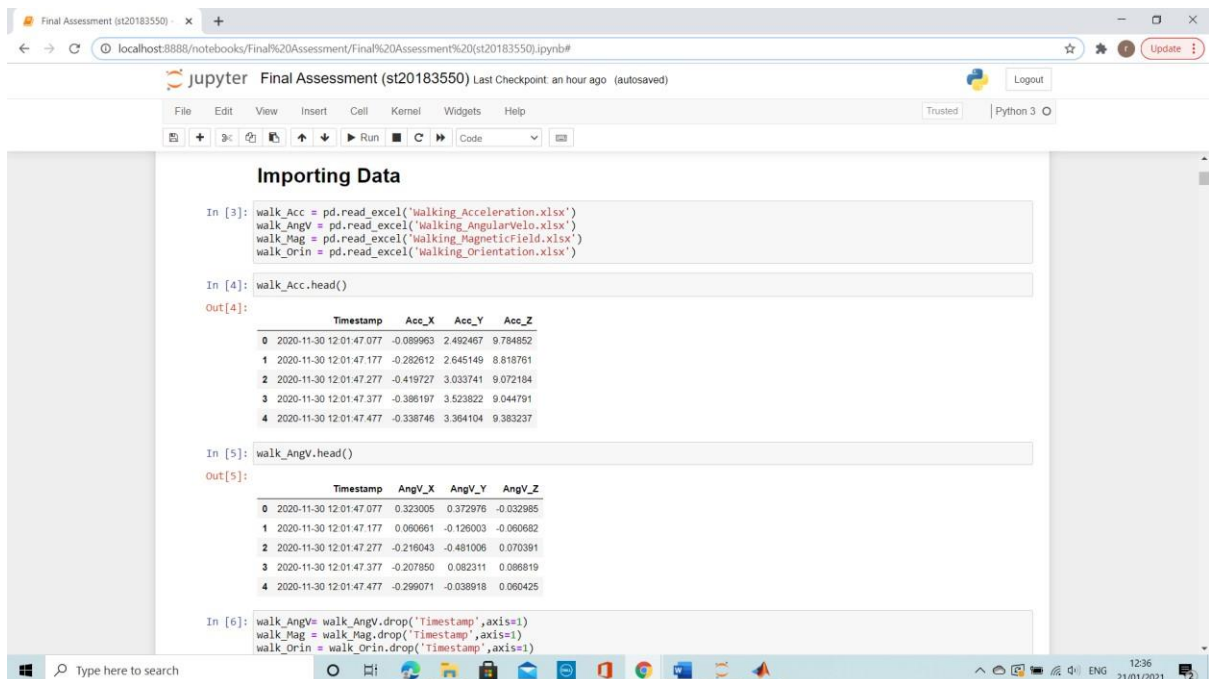 Final Assessment (st20183550) -
localhost:8888/notebooks/Final%20Assessment/Final%20Assessment%20(st20183550).ipynb#
r
Update
jupyter Final Assessment (st20183550) Last Checkpoint: an hour ago (autosaved)
Logout
File Edit View Insert Cell Kernel Widgets Help
Trusted
Python 3
Run
Code
Importing Data
In [3]: walk_Acc = pd.read_excel('Walking_Acceleration.xlsx')
walk_AngV = pd.read_excel('Walking_AngularVelo.xlsx')
walk_Mag = pd.read_excel('Walking_MagneticField.xlsx')
walk_Orin = pd.read_excel('Walking_Orientation.xlsx')
In [4]: walk_Acc.head()
Out[4]:
Timestamp Acc_X Acc_Y Acc_Z
0 2020-11-30 12:01:47.077 -0.089963 2.492467 9.784852
1 2020-11-30 12:01:47.177 -0.282612 2.645149 8.818761
2 2020-11-30 12:01:47.277 -0.419727 3.033741 9.072184
3 2020-11-30 12:01:47.377 -0.386197 3.523822 9.044791
4 2020-11-30 12:01:47.477 -0.338746 3.364104 9.383237
In [5]: walk_AngV.head()
Out[5]:
Timestamp AngV_X AngV_Y AngV_Z
0 2020-11-30 12:01:47.077 0.323005 0.372976 -0.032985
1 2020-11-30 12:01:47.177 0.060661 -0.126003 -0.060682
2 2020-11-30 12:01:47.277 -0.216043 -0.481006 0.070391
3 2020-11-30 12:01:47.377 -0.207850 0.082311 0.086819
4 2020-11-30 12:01:47.477 -0.299071 -0.038918 0.060425
In [6]: walk_AngV= walk_AngV.drop('Timestamp',axis=1)
walk_Mag = walk_Mag.drop('Timestamp',axis=1)
walk_Orin = walk_Orin.drop('Timestamp',axis=1)
Type here to search
ENG
12:36
21/01/2021